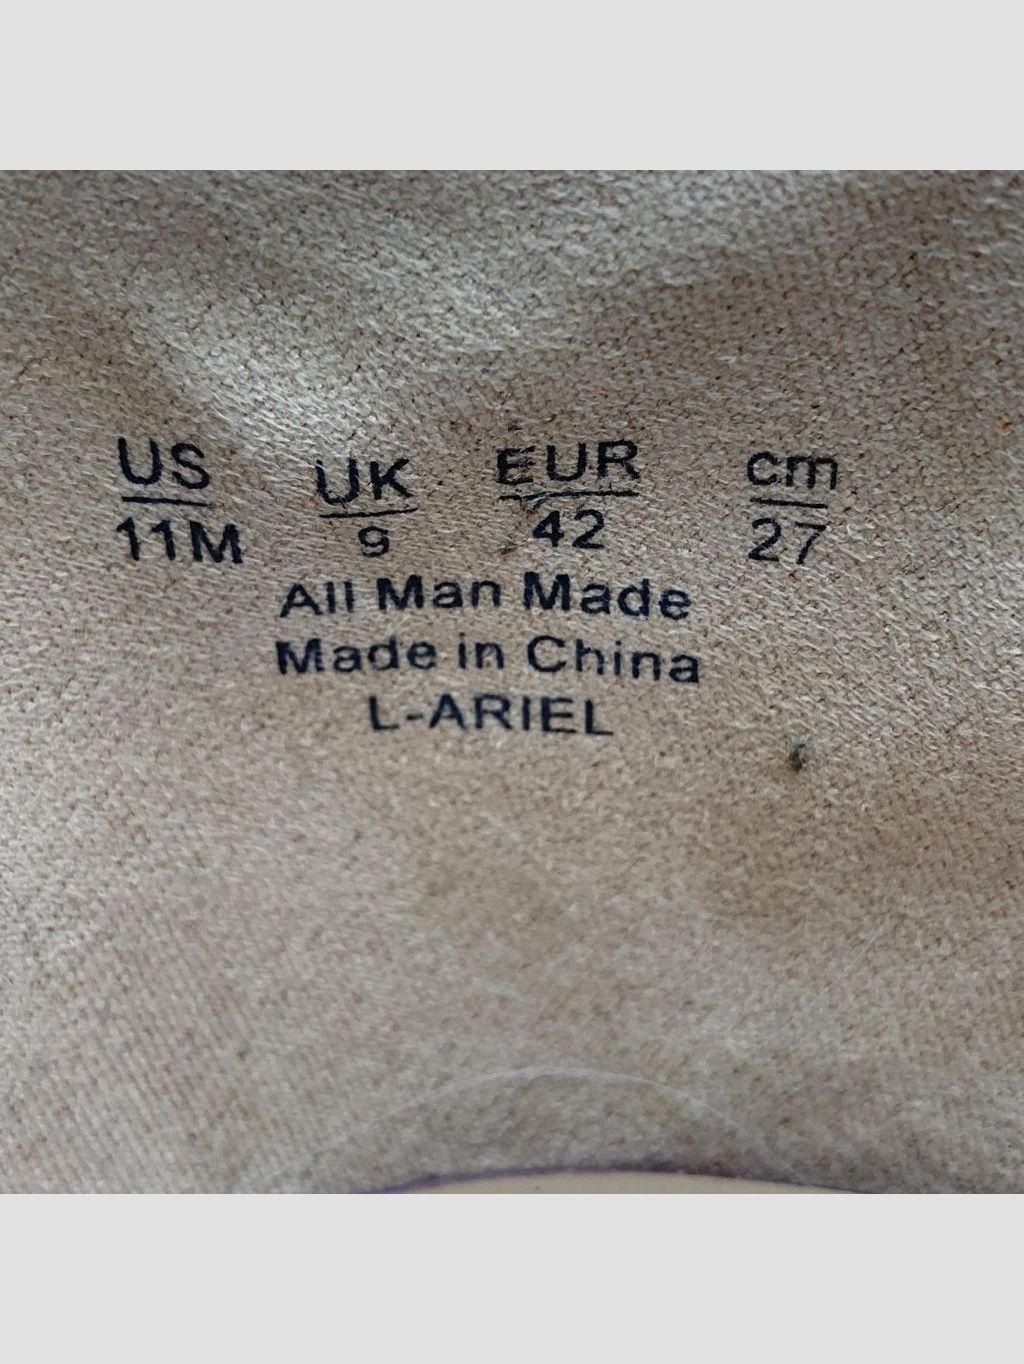 US UK EUR cm
11M 9 42 27
All Man Made
Made in China
L-ARIEL